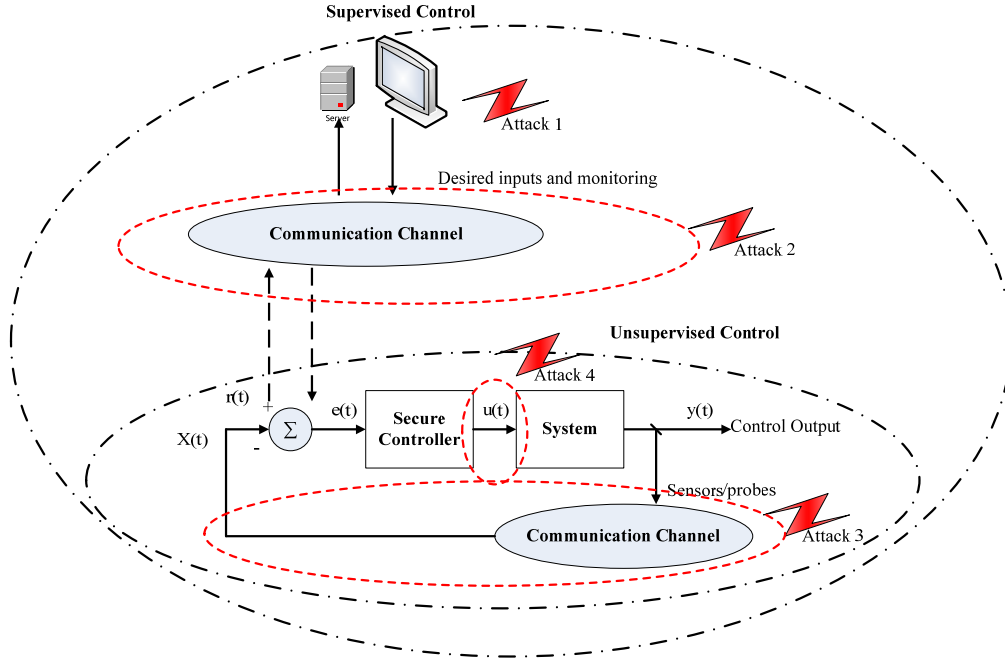 Supervised Control
Server
Attack 1
Desired inputs and monitoring
Communication Channel
Attack 2
Unsupervised Control
Attack 4
r(t)
+
X(t)
-
Σ
e(t)
Secure
Controller
u(t)
System
y(t)
Control Output
Sensors/probes
Communication Channel
Attack 3